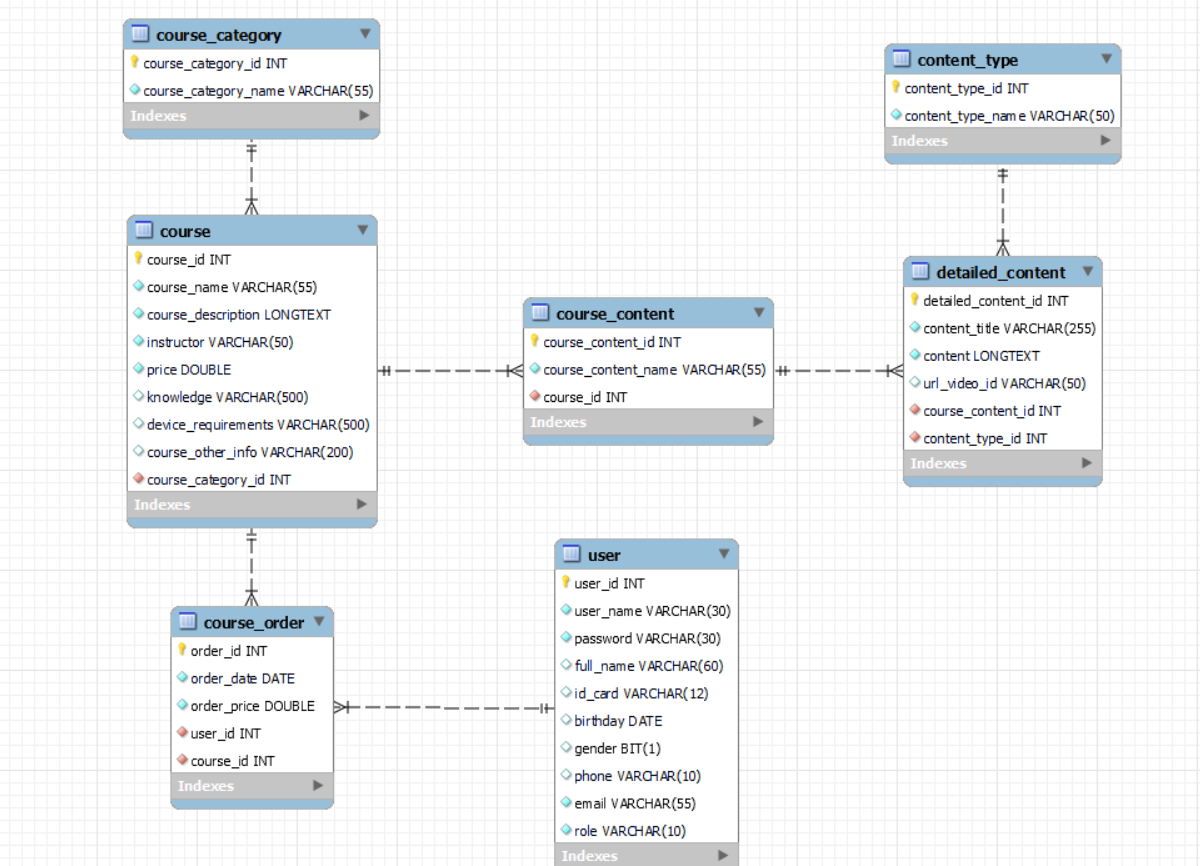 course_category
course_category_id INT
course_category_name VARCHAR(55)
Indexes
content_type
content_type_id INT
content_type_name VARCHAR(50)
Indexes
course
course_id INT
course_name VARCHAR(55)
course_description LONGTEXT
instructor VARCHAR(50)
price DOUBLE
knowledge VARCHAR(500)
device_requirements VARCHAR(500)
course_other_info VARCHAR(200)
course_category_id INT
Indexes
course_content
course_content_id INT
course_content_name VARCHAR(55)
course_id INT
Indexes
detailed_content
detailed_content_id INT
content_title VARCHAR(255)
content LONGTEXT
url_video_id VARCHAR(50)
course_content_id INT
content_type_id INT
Indexes
course_order
order_id INT
order_date DATE
order_price DOUBLE
user_id INT
course_id INT
Indexes
user
user_id INT
user_name VARCHAR(30)
password VARCHAR(30)
full_name VARCHAR(60)
id_card VARCHAR(12)
birthday DATE
gender BIT(1)
phone VARCHAR(10)
email VARCHAR(55)
role VARCHAR(10)
Indexes